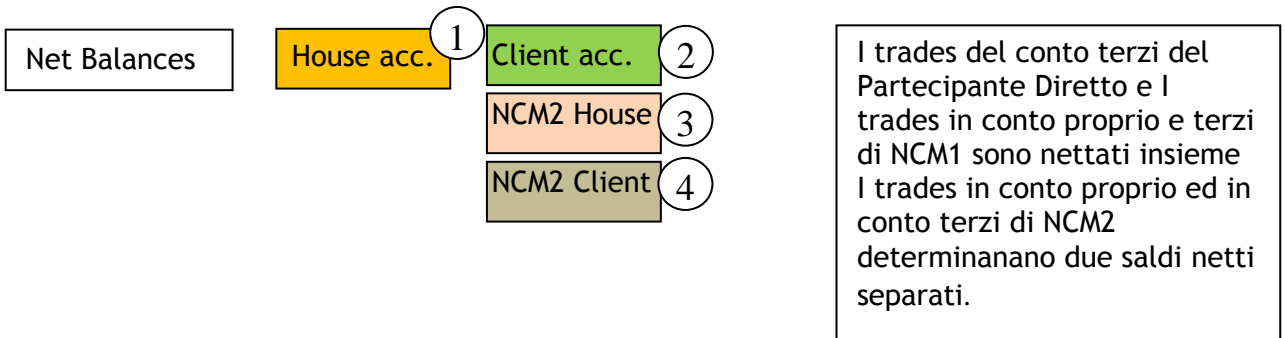 Net Balances
House acc.
1
Client acc.
2
NCM2 House
3
NCM2 Client
4
I trades del conto terzi del
Partecipante Diretto e I
trades in conto proprio e terzi
di NCM1 sono nettati insieme
I trades in conto proprio ed in
conto terzi di NCM2
determinanano due saldi netti
separati.